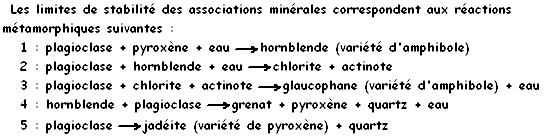 Les limites de stabilité des associations minérales correspondent aux réactions
métamorphiques suivantes :
1 : plagioclase + pyroxène + eau ⟶ hornblende (variété d'amphibole)
2 : plagioclase + hornblende + eau ⟶ chlorite + actinote
3 : plagioclase + chlorite + actinote ⟶ glaucophane (variété d'amphibole) + eau
4 : hornblende + plagioclase ⟶ grenat + pyroxène + quartz + eau
5 : plagioclase ⟶ jadéite (variété de pyroxène) + quartz